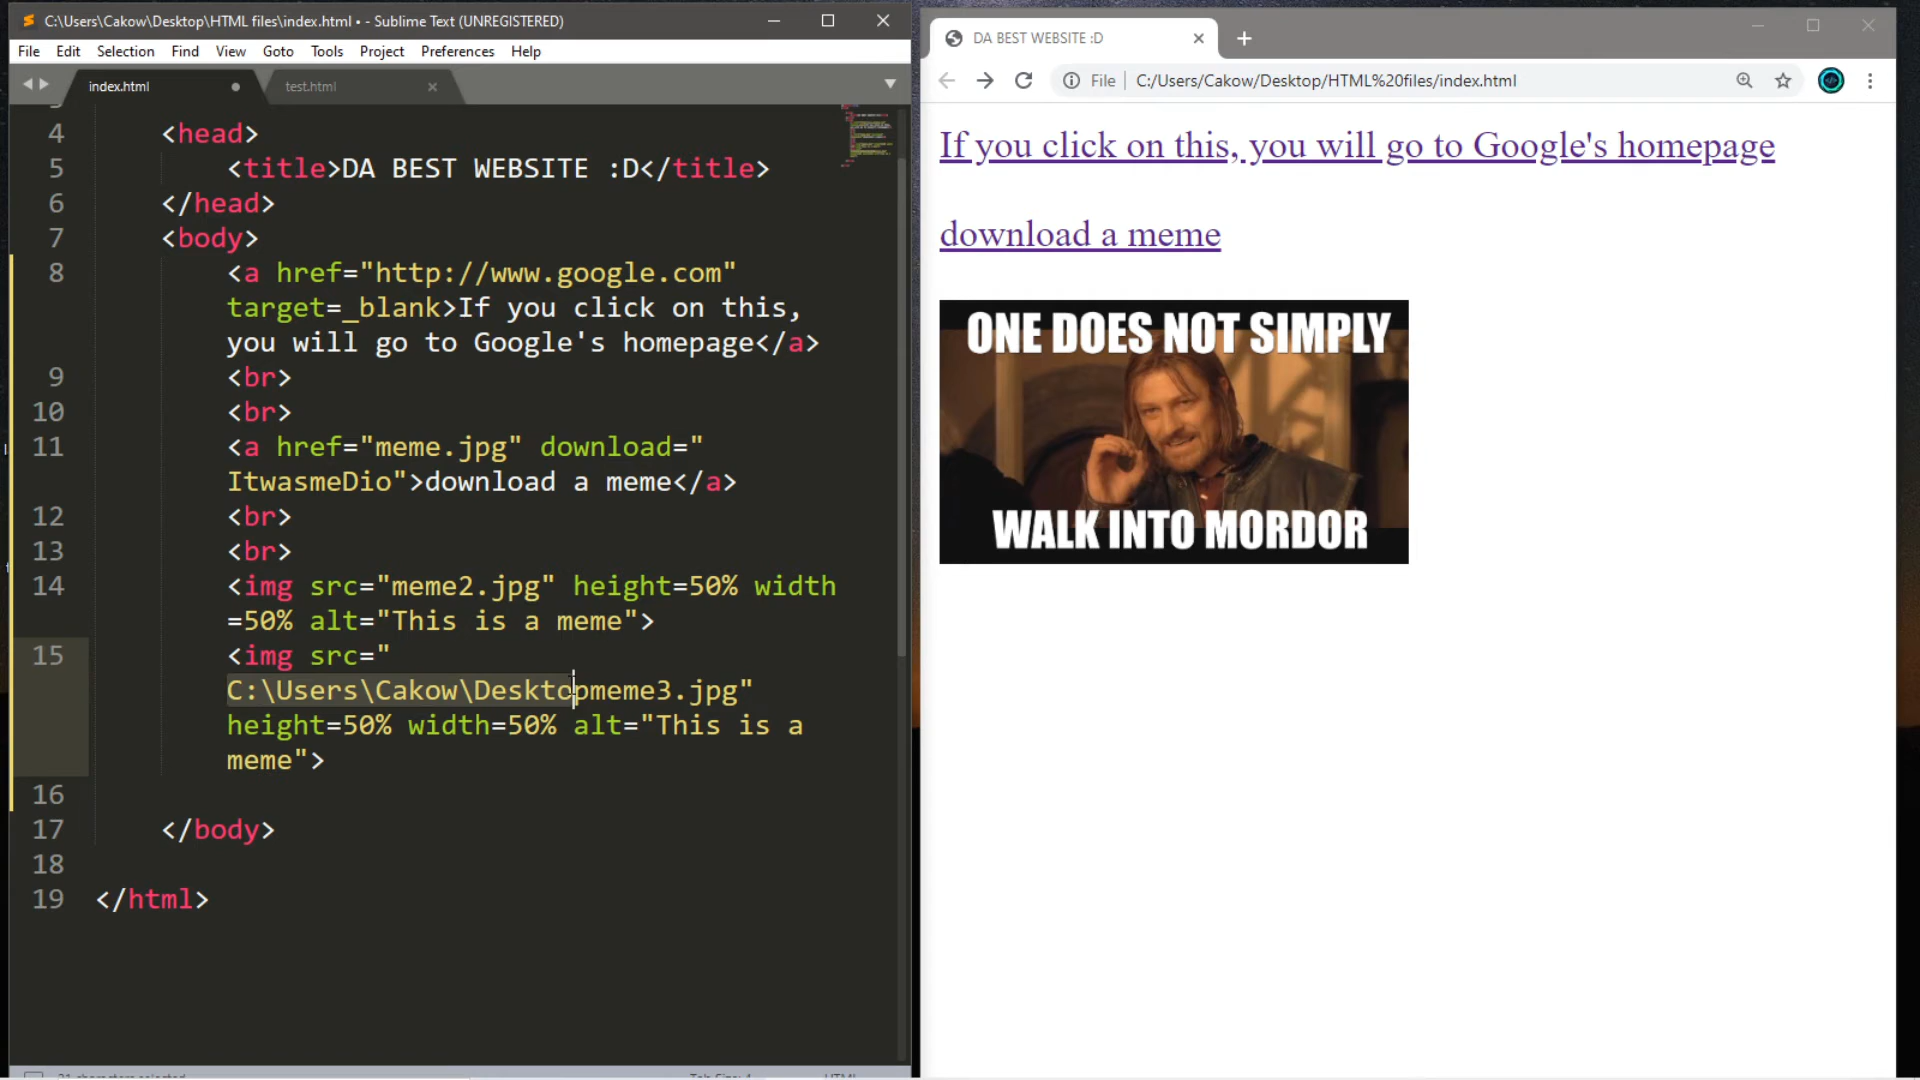 C:\Users\Cakow\Desktop\HTML files\index.html • - Sublime Text (UNREGISTERED)
File Edit Selection Find View Goto Tools Project Preferences Help
index.html
test.html
4 <head>
5 <title>DA BEST WEBSITE :D</title>
6 </head>
7 <body>
8 <a href="http://www.google.com"
target=_blank>If you click on this,
you will go to Google's homepage</a>
9 <br>
10 <br>
11 <a href="meme.jpg" download="
ItwasmeDio">download a meme</a>
12 <br>
13 <br>
14 <img src="meme2.jpg" height=50% width
=50% alt="This is a meme">
15 <img src="
C:\Users\Cakow\Desktopmeme3.jpg"
height=50% width=50% alt="This is a
meme">
16
17 </body>
18
19 </html>
DA BEST WEBSITE :D
File C:/Users/Cakow/Desktop/HTML%20files/index.html
If you click on this, you will go to Google's homepage
download a meme
ONE DOES NOT SIMPLY
WALK INTO MORDOR